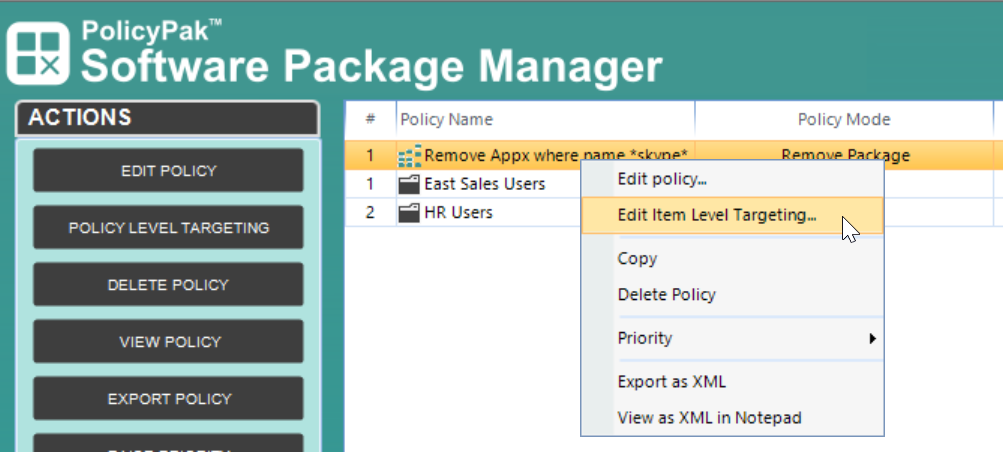 PolicyPak™
Software Package Manager
ACTIONS
EDIT POLICY
POLICY LEVEL TARGETING
DELETE POLICY
VIEW POLICY
EXPORT POLICY
# Policy Name Policy Mode
1 Remove Appx where name *skype* Remove Package
1 East Sales Users
2 HR Users
Edit policy...
Edit Item Level Targeting...
Copy
Delete Policy
Priority
Export as XML
View as XML in Notepad